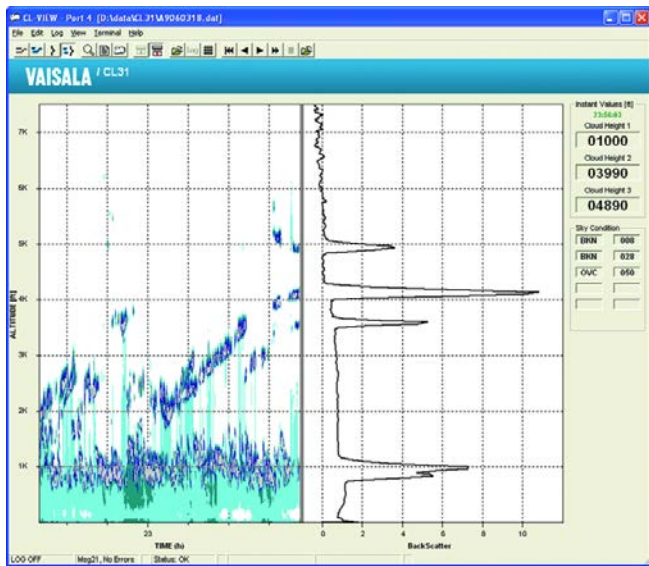 CL-VIEW - Port 4 [D:\data\CL31\A9060318.dat]
File Edit Log View Terminal Help
VAISALA / CL31
Instant Values [ft]
23:56:03
Cloud Height 1
01000
Cloud Height 2
03990
Cloud Height 3
04890
Sky Condition
BKN 008
BKN 028
OVC 050
7K
6K
5K
4K
3K
2K
1K
ALTITUDE [ft]
23
0 2 4 6 8 10
TIME (h)
BackScatter
LOG OFF Msg21, No Errors Status: OK